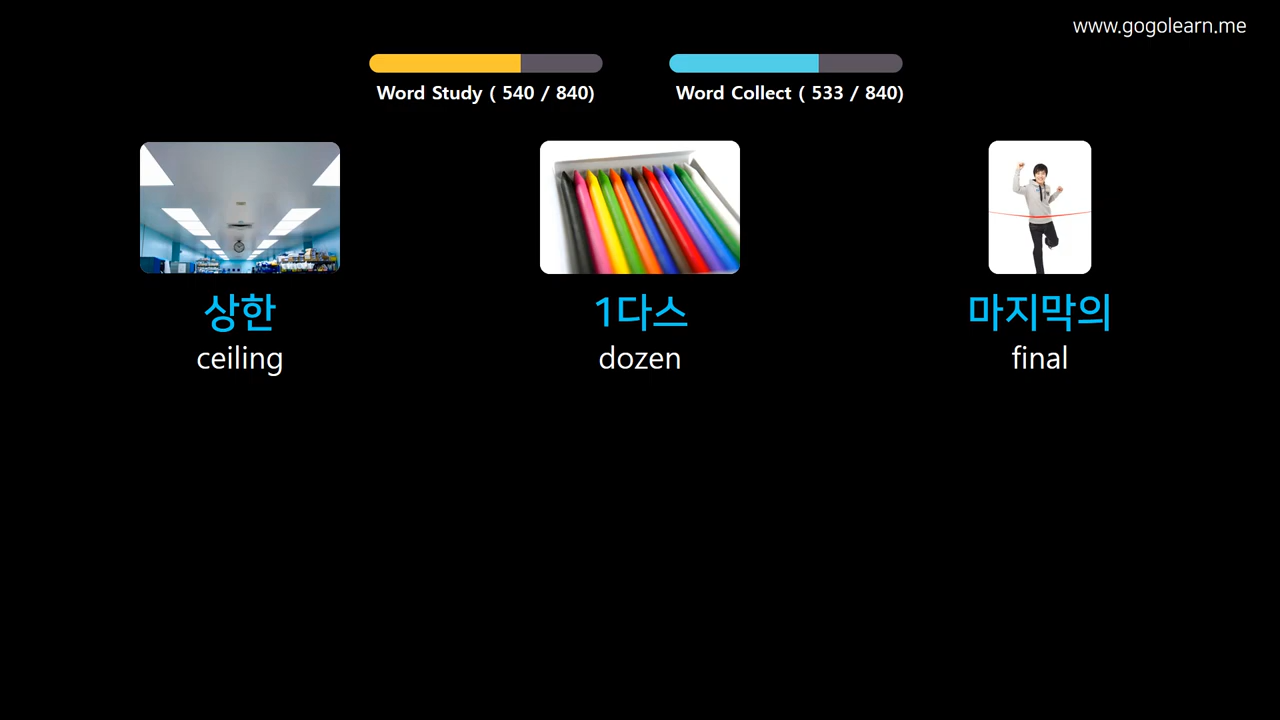 www.gogolearn.me
Word Study ( 540 / 840)
Word Collect ( 533 / 840)
상한
ceiling
1다스
dozen
마지막의
final